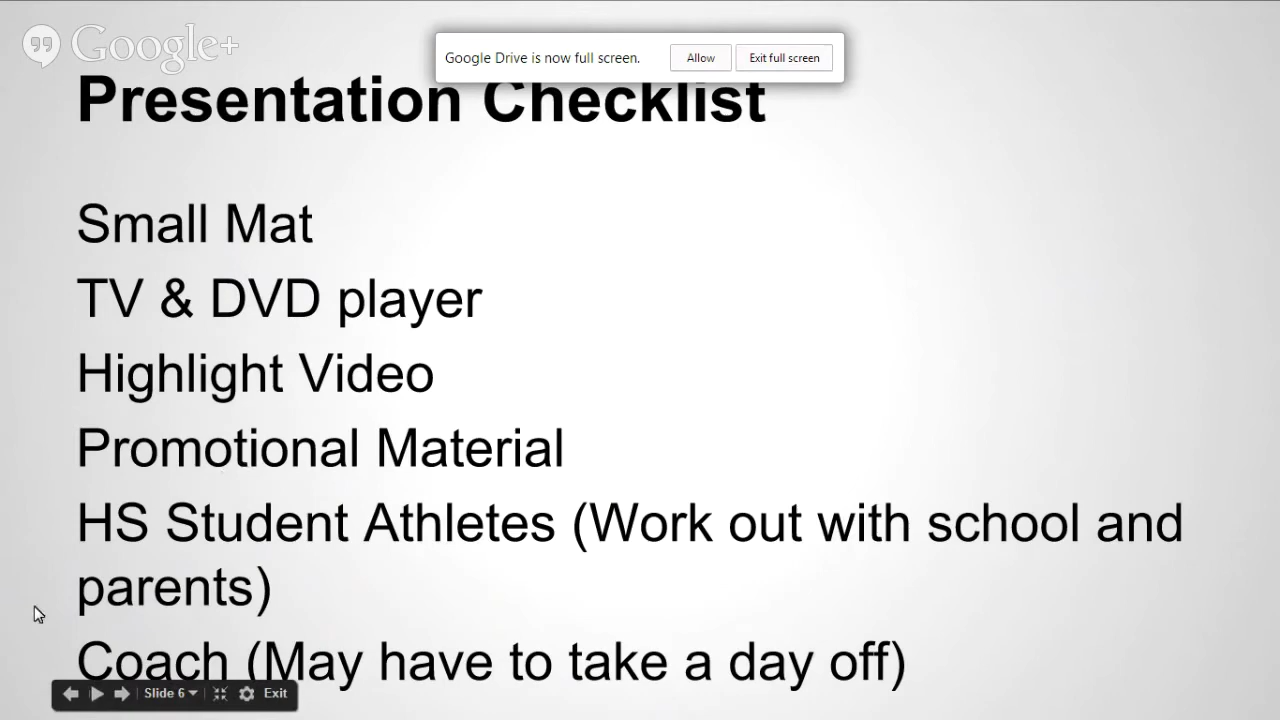 Google+
Google Drive is now full screen. Allow Exit full screen
Presentation Checklist
Small Mat
TV & DVD player
Highlight Video
Promotional Material
HS Student Athletes (Work out with school and
parents)
Coach (May have to take a day off)
Slide 6 Exit